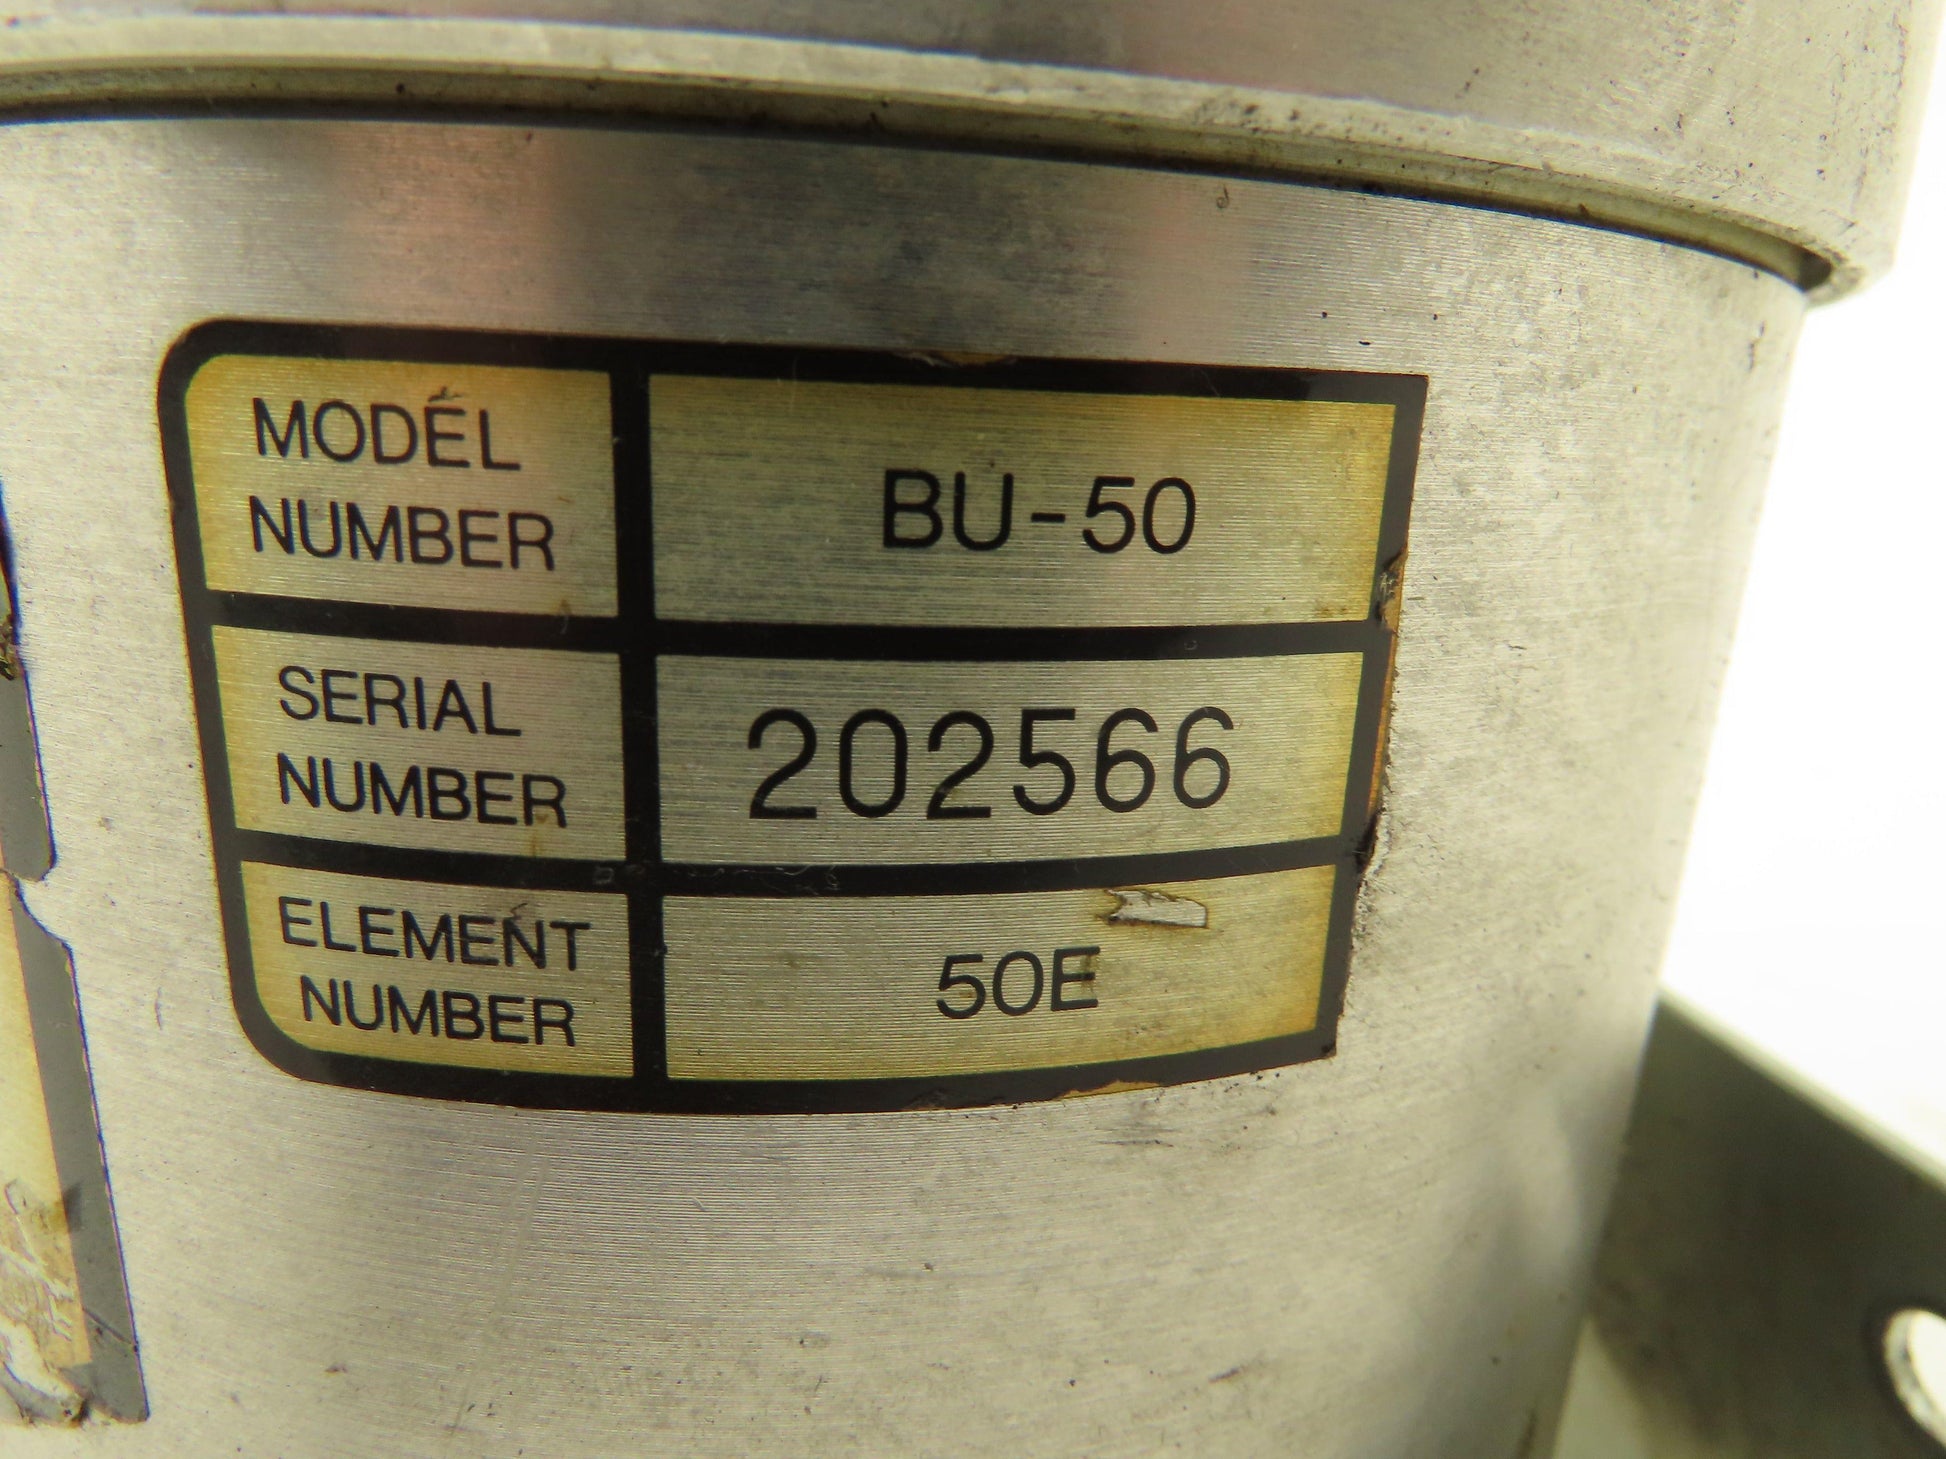 MODEL
NUMBER
BU-50
SERIAL
NUMBER
202566
ELEMENT
NUMBER
50E